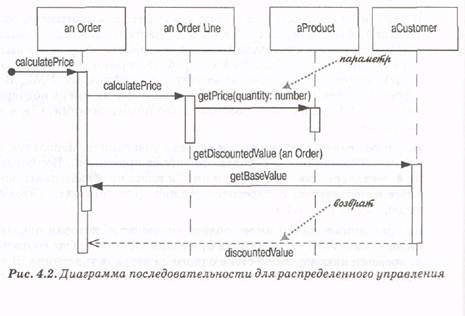 an Order
an Order Line
aProduct
aCustomer
calculatePrice
параметр
calculatePrice
getPrice(quantity: number)
getDiscountedValue (an Order)
getBaseValue
возврат
discountedValue
Рис. 4.2. Диаграмма последовательности для распределенного управления